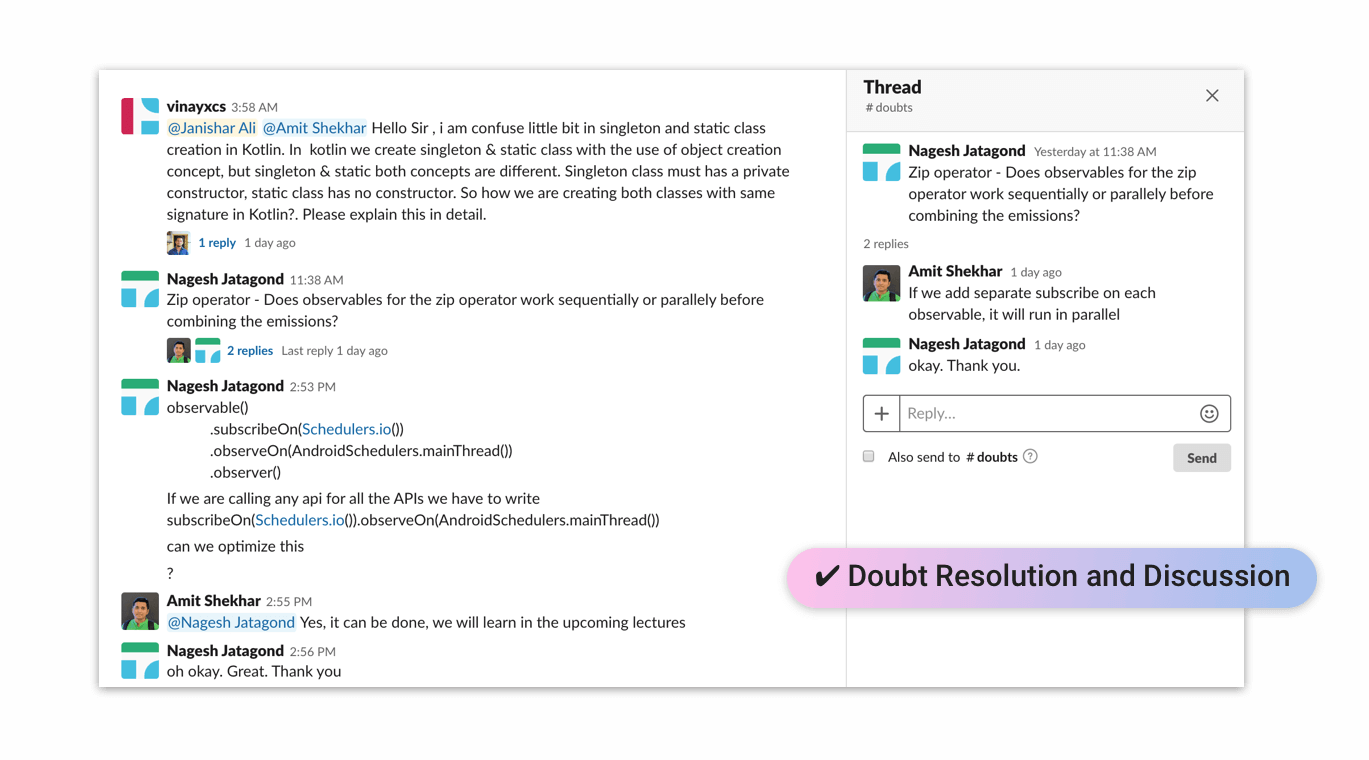 vinayxcs 3:58 AM
@Janishar Ali @Amit Shekhar Hello Sir , i am confuse little bit in singleton and static class
creation in Kotlin. In  kotlin we create singleton & static class with the use of object creation
concept, but singleton & static both concepts are different. Singleton class must has a private
constructor, static class has no constructor. So how we are creating both classes with same
signature in Kotlin?. Please explain this in detail.
1 reply 1 day ago
Nagesh Jatagond 11:38 AM
Zip operator - Does observables for the zip operator work sequentially or parallely before
combining the emissions?
2 replies Last reply 1 day ago
Nagesh Jatagond 2:53 PM
observable()
.subscribeOn(Schedulers.io())
.observeOn(AndroidSchedulers.mainThread())
.observer()
If we are calling any api for all the APIs we have to write
subscribeOn(Schedulers.io()).observeOn(AndroidSchedulers.mainThread())
can we optimize this
?
Amit Shekhar 2:55 PM
@Nagesh Jatagond Yes, it can be done, we will learn in the upcoming lectures
Nagesh Jatagond 2:56 PM
oh okay. Great. Thank you
Thread
# doubts
Nagesh Jatagond Yesterday at 11:38 AM
Zip operator - Does observables for the zip
operator work sequentially or parallely before
combining the emissions?
2 replies
Amit Shekhar 1 day ago
If we add separate subscribe on each
observable, it will run in parallel
Nagesh Jatagond 1 day ago
okay. Thank you.
+ Reply...
Also send to # doubts ?
Send
✔ Doubt Resolution and Discussion